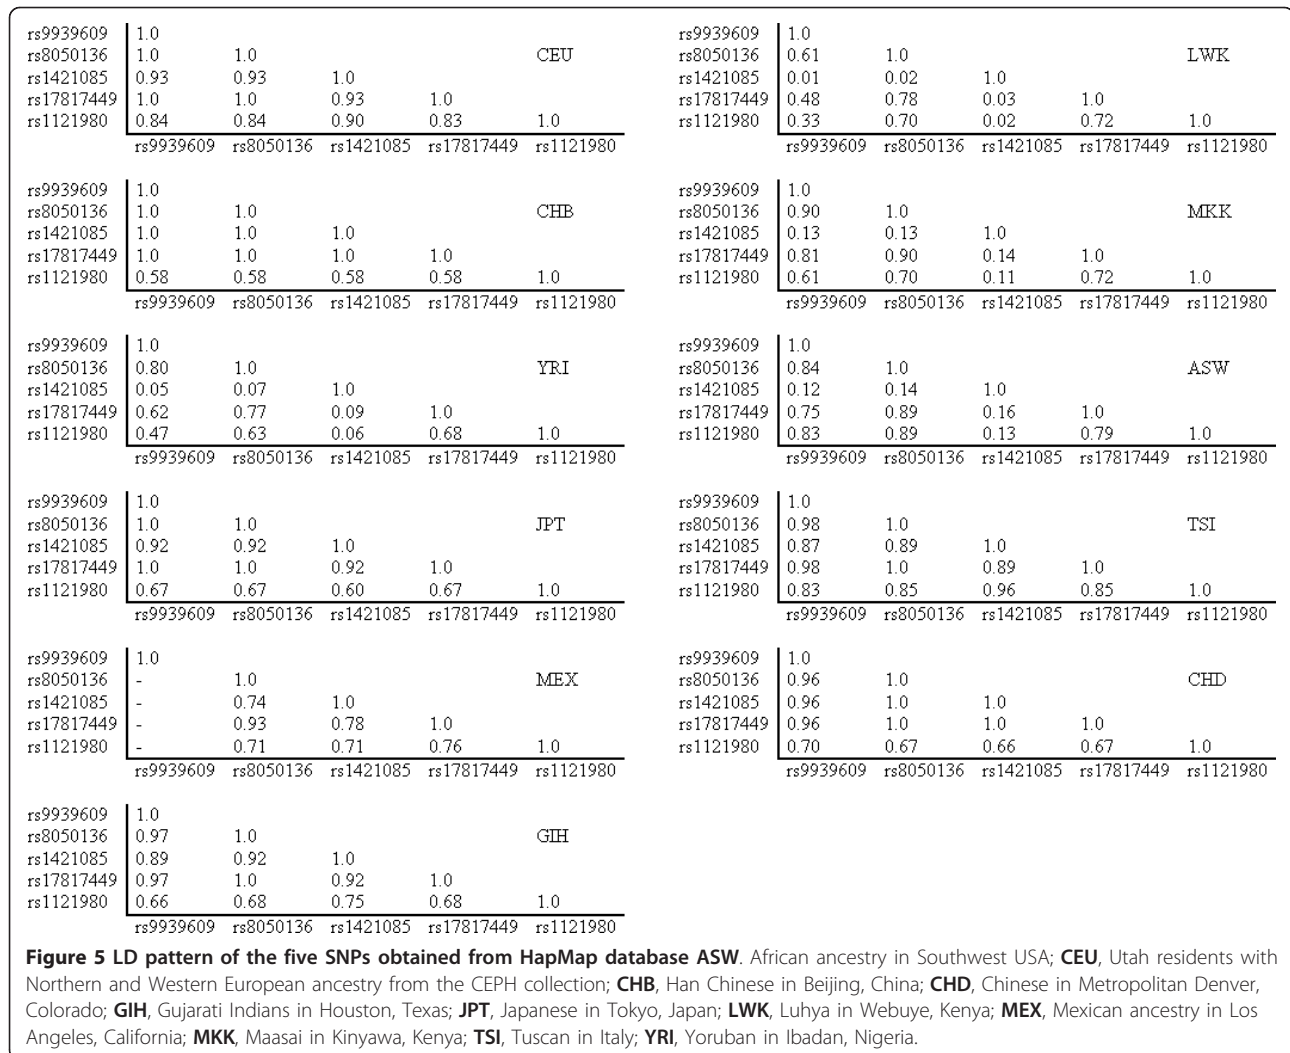 rs9939609 1.0
rs8050136 1.0 1.0 CEU
rs1421085 0.93 0.93 1.0
rs17817449 1.0 1.0 0.93 1.0
rs1121980 0.84 0.84 0.90 0.83 1.0
rs9939609 rs8050136 rs1421085 rs17817449 rs1121980
rs9939609 1.0
rs8050136 0.61 1.0 LWK
rs1421085 0.01 0.02 1.0
rs17817449 0.48 0.78 0.03 1.0
rs1121980 0.33 0.70 0.02 0.72 1.0
rs9939609 rs8050136 rs1421085 rs17817449 rs1121980
rs9939609 1.0
rs8050136 1.0 1.0 CHB
rs1421085 1.0 1.0 1.0
rs17817449 1.0 1.0 1.0 1.0
rs1121980 0.58 0.58 0.58 0.58 1.0
rs9939609 rs8050136 rs1421085 rs17817449 rs1121980
rs9939609 1.0
rs8050136 0.90 1.0 MKK
rs1421085 0.13 0.13 1.0
rs17817449 0.81 0.90 0.14 1.0
rs1121980 0.61 0.70 0.11 0.72 1.0
rs9939609 rs8050136 rs1421085 rs17817449 rs1121980
rs9939609 1.0
rs8050136 0.80 1.0 YRI
rs1421085 0.05 0.07 1.0
rs17817449 0.62 0.77 0.09 1.0
rs1121980 0.47 0.63 0.06 0.68 1.0
rs9939609 rs8050136 rs1421085 rs17817449 rs1121980
rs9939609 1.0
rs8050136 0.84 1.0 ASW
rs1421085 0.12 0.14 1.0
rs17817449 0.75 0.89 0.16 1.0
rs1121980 0.83 0.89 0.13 0.79 1.0
rs9939609 rs8050136 rs1421085 rs17817449 rs1121980
rs9939609 1.0
rs8050136 1.0 1.0 JPT
rs1421085 0.92 0.92 1.0
rs17817449 1.0 1.0 0.92 1.0
rs1121980 0.67 0.67 0.60 0.67 1.0
rs9939609 rs8050136 rs1421085 rs17817449 rs1121980
rs9939609 1.0
rs8050136 0.98 1.0 TSI
rs1421085 0.87 0.89 1.0
rs17817449 0.98 1.0 0.89 1.0
rs1121980 0.83 0.85 0.96 0.85 1.0
rs9939609 rs8050136 rs1421085 rs17817449 rs1121980
rs9939609 1.0
rs8050136 - 1.0 MEX
rs1421085 - 0.74 1.0
rs17817449 - 0.93 0.78 1.0
rs1121980 - 0.71 0.71 0.76 1.0
rs9939609 rs8050136 rs1421085 rs17817449 rs1121980
rs9939609 1.0
rs8050136 0.96 1.0 CHD
rs1421085 0.96 1.0 1.0
rs17817449 0.96 1.0 1.0 1.0
rs1121980 0.70 0.67 0.66 0.67 1.0
rs9939609 rs8050136 rs1421085 rs17817449 rs1121980
rs9939609 1.0
rs8050136 0.97 1.0 GIH
rs1421085 0.89 0.92 1.0
rs17817449 0.97 1.0 0.92 1.0
rs1121980 0.66 0.68 0.75 0.68 1.0
rs9939609 rs8050136 rs1421085 rs17817449 rs1121980
Figure 5 LD pattern of the five SNPs obtained from HapMap database ASW. African ancestry in Southwest USA; CEU, Utah residents with
Northern and Western European ancestry from the CEPH collection; CHB, Han Chinese in Beijing, China; CHD, Chinese in Metropolitan Denver,
Colorado; GIH, Gujarati Indians in Houston, Texas; JPT, Japanese in Tokyo, Japan; LWK, Luhya in Webuye, Kenya; MEX, Mexican ancestry in Los
Angeles, California; MKK, Maasai in Kinyawa, Kenya; TSI, Tuscan in Italy; YRI, Yoruban in Ibadan, Nigeria.